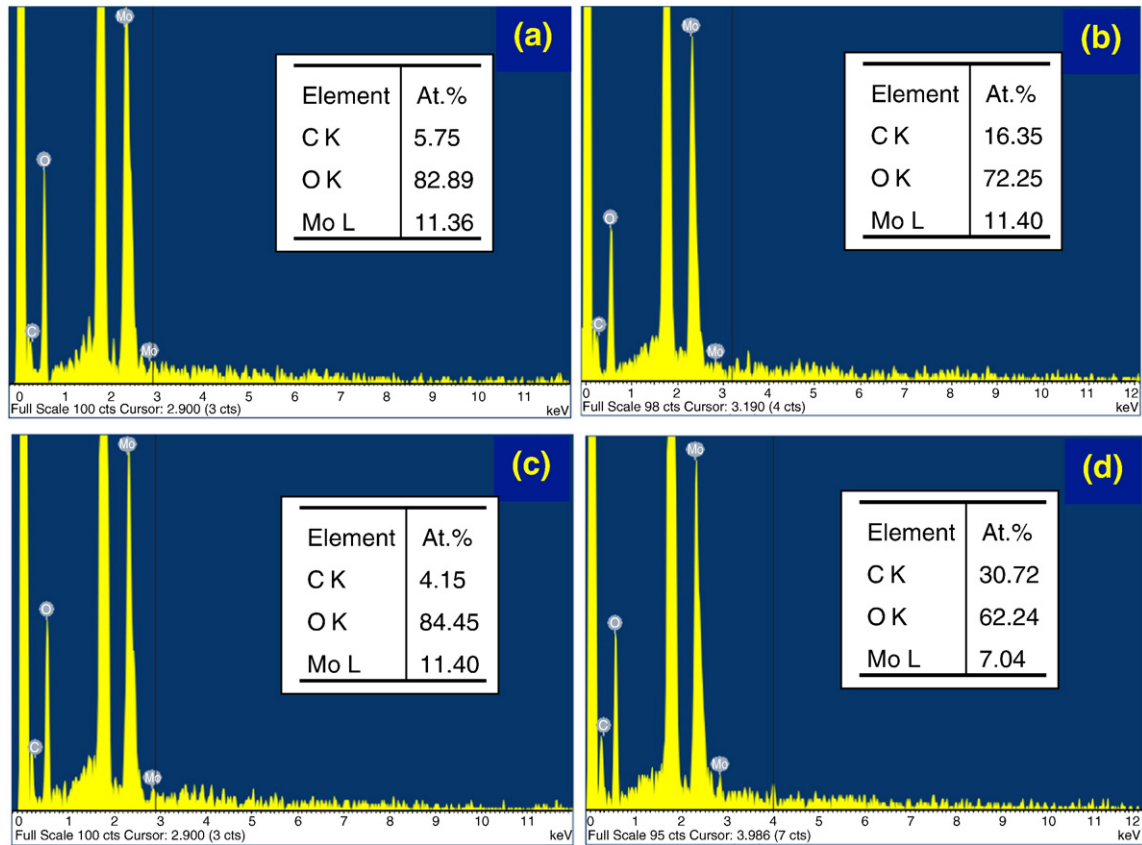 (a)
Mo
O
C
Mo
Element At.%
C K 5.75
O K 82.89
Mo L 11.36
0 1 2 3 4 5 6 7 8 9 10 11
Full Scale 100 cts Cursor: 2.900 (3 cts) keV
(b)
Mo
O
C
Mo
Element At.%
C K 16.35
O K 72.25
Mo L 11.40
0 1 2 3 4 5 6 7 8 9 10 11 12
Full Scale 98 cts Cursor: 3.190 (4 cts) keV
(c)
Mo
O
C
Mo
Element At.%
C K 4.15
O K 84.45
Mo L 11.40
0 1 2 3 4 5 6 7 8 9 10 11
Full Scale 100 cts Cursor: 2.900 (3 cts) keV
(d)
Mo
O
C
Mo
Element At.%
C K 30.72
O K 62.24
Mo L 7.04
0 1 2 3 4 5 6 7 8 9 10 11 12
Full Scale 95 cts Cursor: 3.986 (7 cts) keV